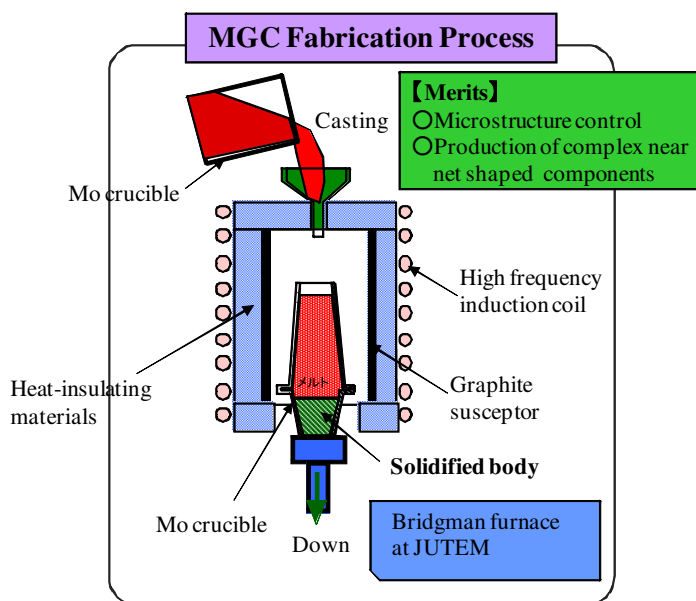 MGC Fabrication Process
【Merits】
○Microstructure control
○Production of complex near
net shaped components
Casting
Mo crucible
High frequency
induction coil
メルト
Heat-insulating
materials
Graphite
susceptor
Solidified body
Mo crucible
Down
Bridgman furnace
at JUTEM